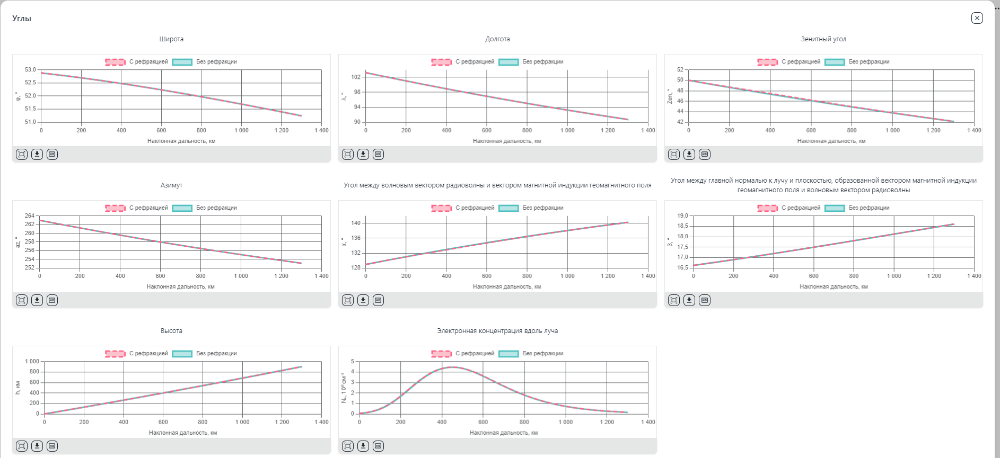 Углы
Широта
С рефракцией Без рефракции
53,0
52,5
52,0
51,5
51,0
φ, °
0 200 400 600 800 1 000 1 200 1 400
Наклонная дальность, км
Долгота
С рефракцией Без рефракции
102
98
94
90
λ, °
0 200 400 600 800 1 000 1 200 1 400
Наклонная дальность, км
Зенитный угол
С рефракцией Без рефракции
52
50
48
46
44
42
Zen, °
0 200 400 600 800 1 000 1 200 1 400
Наклонная дальность, км
HD
HD
HD
Азимут
С рефракцией Без рефракции
264
262
260
258
256
254
252
az, °
0 200 400 600 800 1 000 1 200 1 400
Наклонная дальность, км
Угол между волновым вектором радиоволны и вектором магнитной индукции геомагнитного поля
С рефракцией Без рефракции
140
136
132
128
α, °
0 200 400 600 800 1 000 1 200 1 400
Наклонная дальность, км
Угол между главной нормалью к лучу и плоскостью, образованной вектором магнитной индукции
геомагнитного поля и волновым вектором радиоволны
С рефракцией Без рефракции
19,0
18,5
18,0
17,5
17,0
16,5
β, °
0 200 400 600 800 1 000 1 200 1 400
Наклонная дальность, км
HD
HD
HD
Высота
С рефракцией Без рефракции
1 000
800
600
400
200
0
h, км
0 200 400 600 800 1 000 1 200 1 400
Наклонная дальность, км
Электронная концентрация вдоль луча
С рефракцией Без рефракции
5
4
3
2
1
0
Nₑ, 10⁵см⁻³
0 200 400 600 800 1 000 1 200 1 400
Наклонная дальность, км
HD
HD